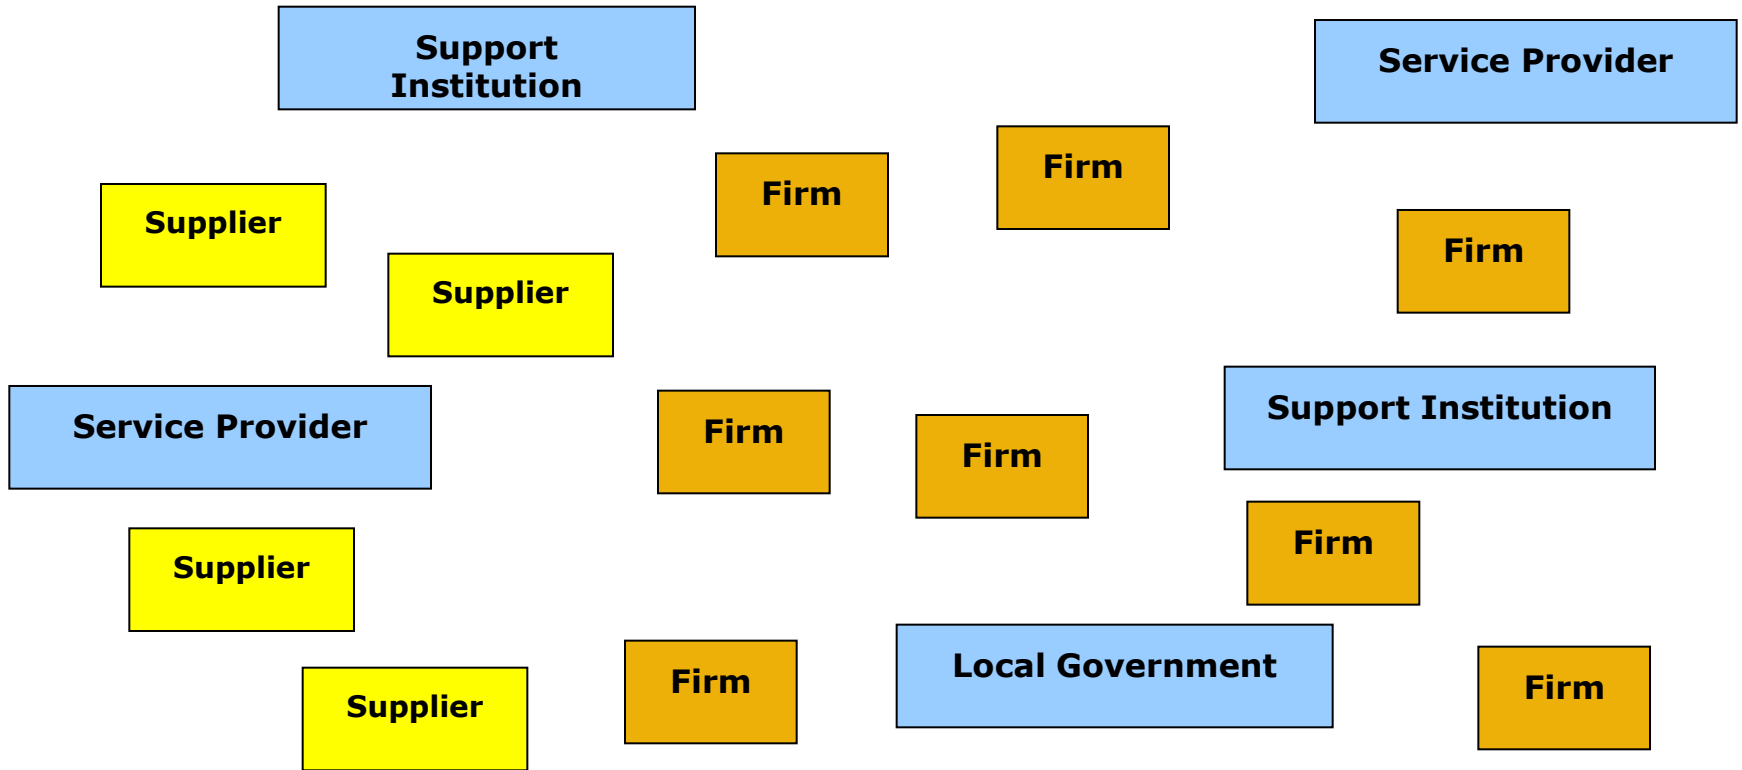 Support
Institution
Service Provider
Firm
Firm
Supplier
Firm
Supplier
Service Provider
Firm
Support Institution
Firm
Supplier
Firm
Local Government
Firm
Firm
Supplier